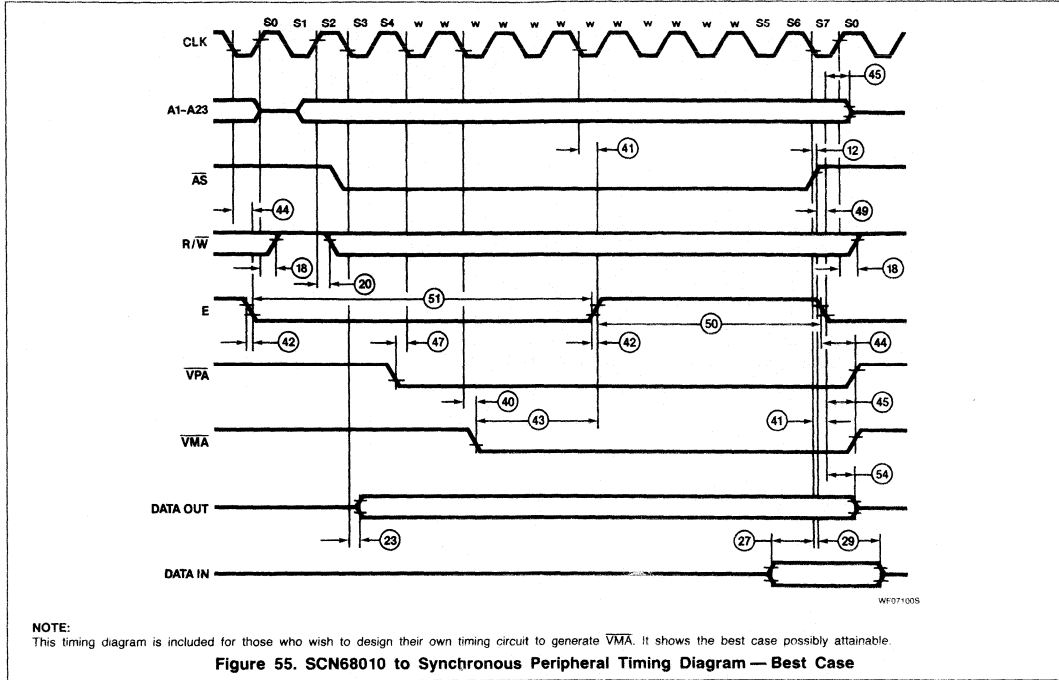 S0 S1 S2 S3 S4 w w w w w w w w w w w w S5 S6 S7 S0
CLK
45
A1–A23
41
12
AS
44
49
R/W
18
20
18
51
E
50
42
47
42
44
VPA
40
45
43
41
VMA
54
DATA OUT
23
27
29
DATA IN
WF07100S
NOTE:
This timing diagram is included for those who wish to design their own timing circuit to generate VMA. It shows the best case possibly attainable.
Figure 55. SCN68010 to Synchronous Peripheral Timing Diagram — Best Case